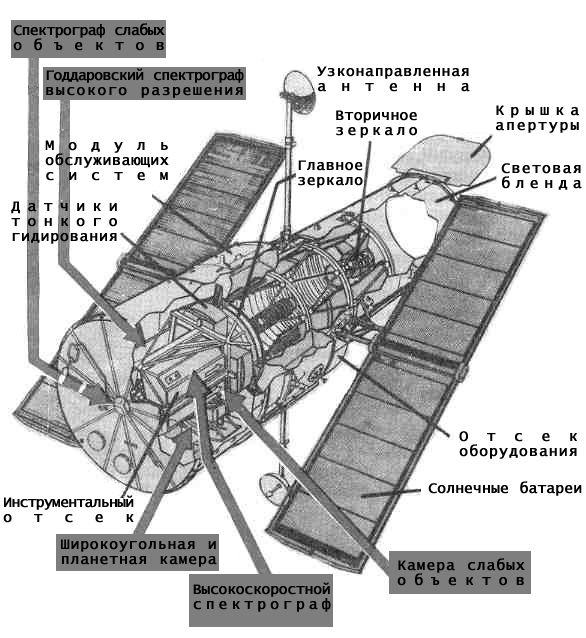 Спектрограф слабых
объектов
Годдаровский спектрограф
высокого разрешения
Узконаправленная
антенна
Вторичное
зеркало
Крышка
апертуры
Модуль
обслуживающих
систем
Главное
зеркало
Световая
бленда
Датчики
тонкого
гидирования
Отсек
оборудования
Солнечные батареи
Инструментальный
отсек
Широкоугольная и
планетная камера
Камера слабых
объектов
Высокоскоростной
спектрограф